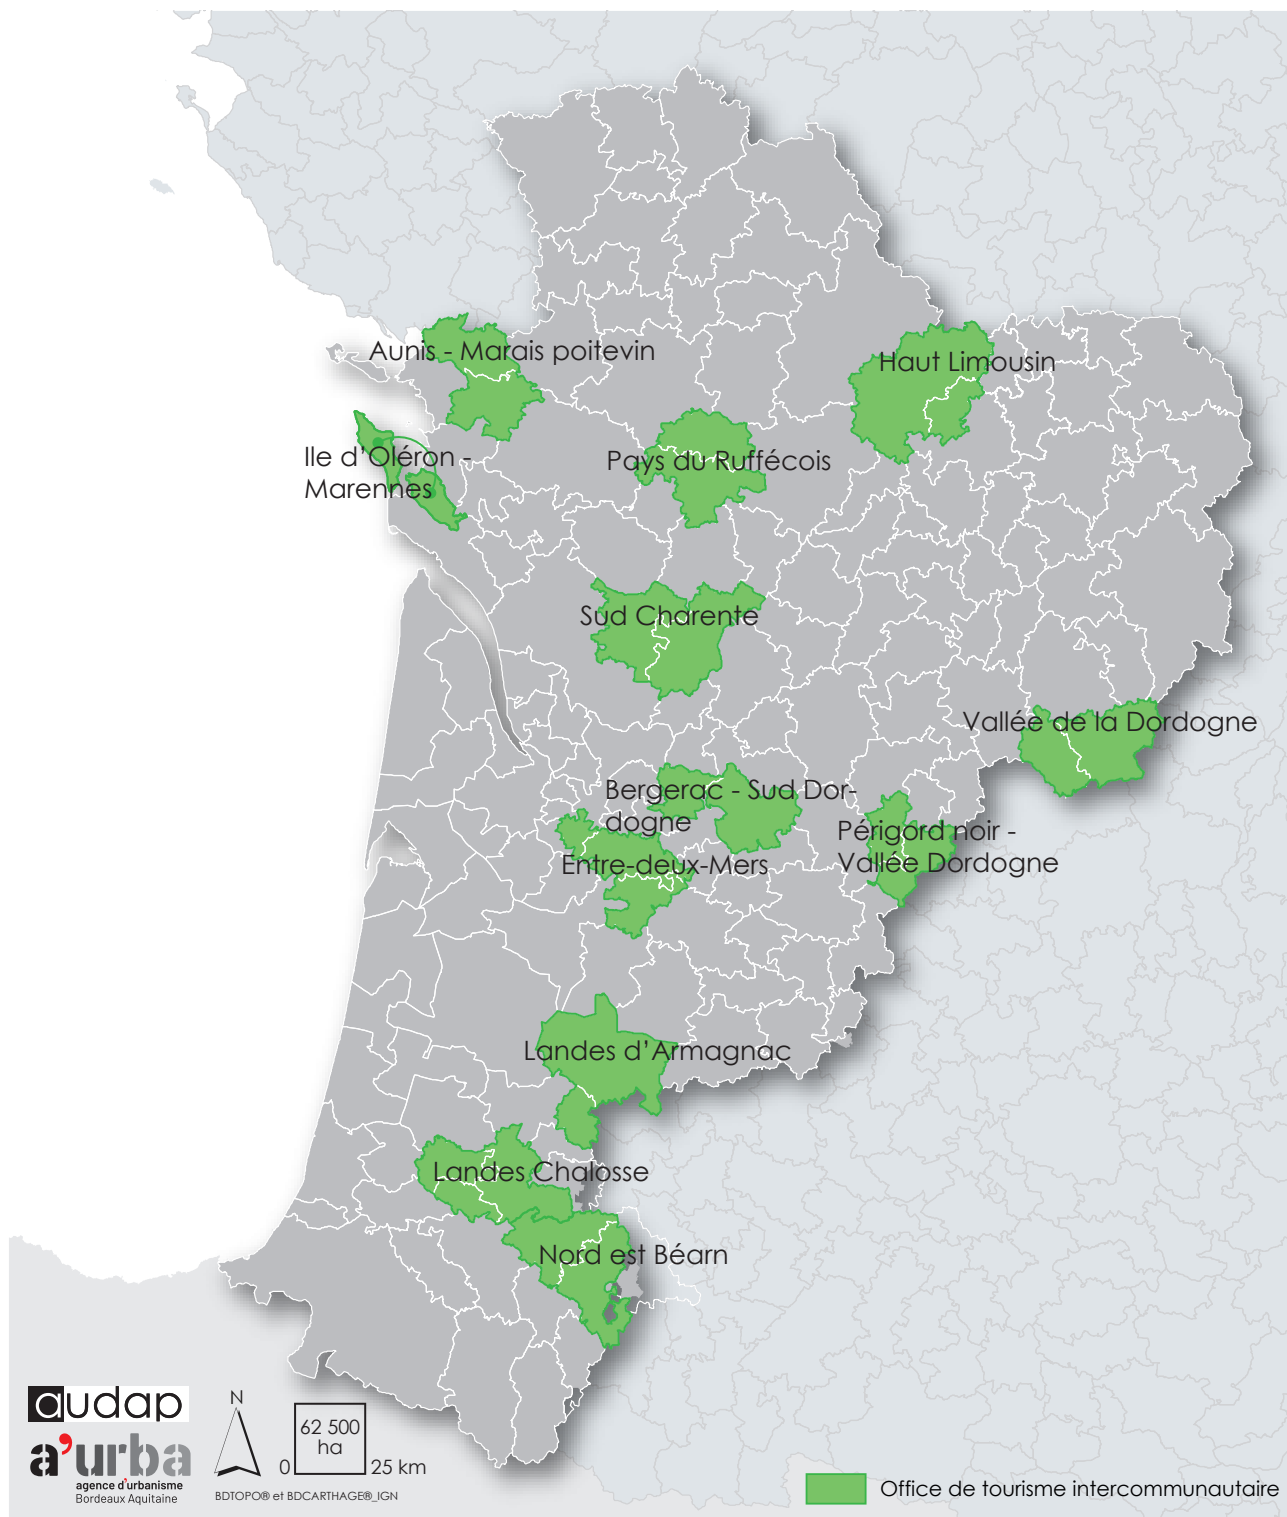 Aunis - Marais poitevin
Haut Limousin
Ile d'Oléron -
Marennes
Pays du Ruffécois
Sud Charente
Vallée de la Dordogne
Bergerac - Sud Dor-
dogne
Périgord noir -
Vallée Dordogne
Entre-deux-Mers
Landes d'Armagnac
Landes Chalosse
Nord est Béarn
audap
a'urba
agence d'urbanisme
Bordeaux Aquitaine
N
62 500
ha
0
25 km
BDTOPO® et BDCARTHAGE®_IGN
Office de tourisme intercommunautaire